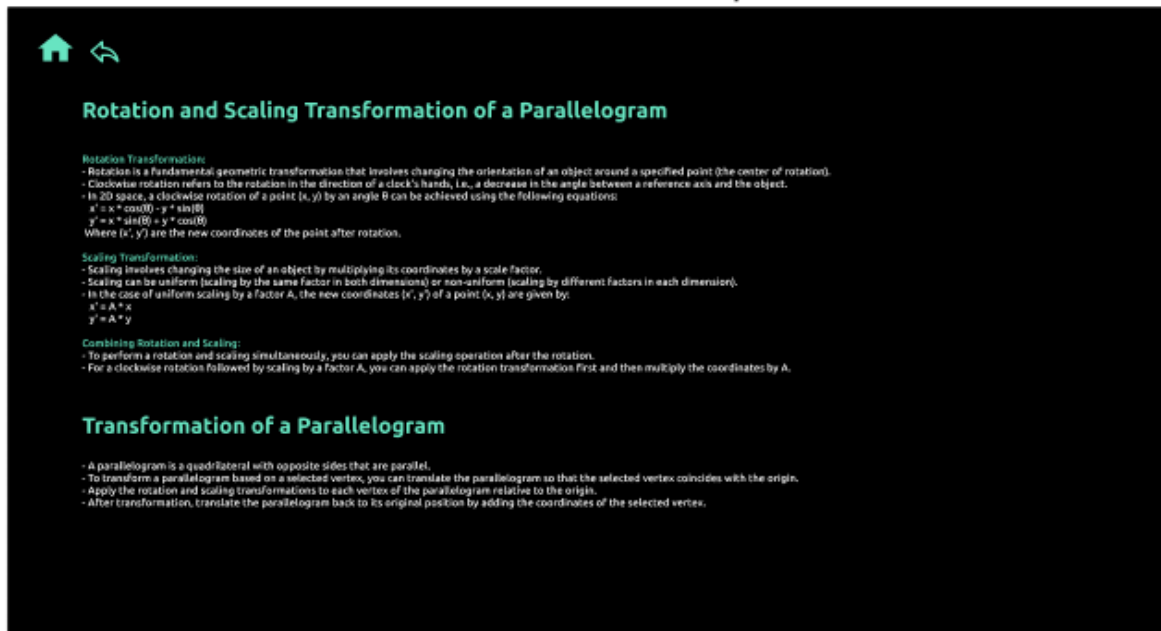 Rotation and Scaling Transformation of a Parallelogram
Rotation Transformation:
- Rotation is a fundamental geometric transformation that involves changing the orientation of an object around a specified point (the center of rotation).
- Clockwise rotation refers to the rotation in the direction of a clock's hands, i.e., a decrease in the angle between a reference axis and the object.
- In 2D space, a clockwise rotation of a point (x, y) by an angle θ can be achieved using the following equations:
x' = x * cos(θ) - y * sin(θ)
y' = x * sin(θ) + y * cos(θ)
Where (x', y') are the new coordinates of the point after rotation.
Scaling Transformation:
- Scaling involves changing the size of an object by multiplying its coordinates by a scale factor.
- Scaling can be uniform (scaling by the same factor in both dimensions) or non-uniform (scaling by different factors in each dimension).
- In the case of uniform scaling by a factor A, the new coordinates (x', y') of a point (x, y) are given by:
x' = A * x
y' = A * y
Combining Rotation and Scaling:
- To perform a rotation and scaling simultaneously, you can apply the scaling operation after the rotation.
- For a clockwise rotation followed by scaling by a factor A, you can apply the rotation transformation first and then multiply the coordinates by A.
Transformation of a Parallelogram
- A parallelogram is a quadrilateral with opposite sides that are parallel.
- To transform a parallelogram based on a selected vertex, you can translate the parallelogram so that the selected vertex coincides with the origin.
- Apply the rotation and scaling transformations to each vertex of the parallelogram relative to the origin.
- After transformation, translate the parallelogram back to its original position by adding the coordinates of the selected vertex.